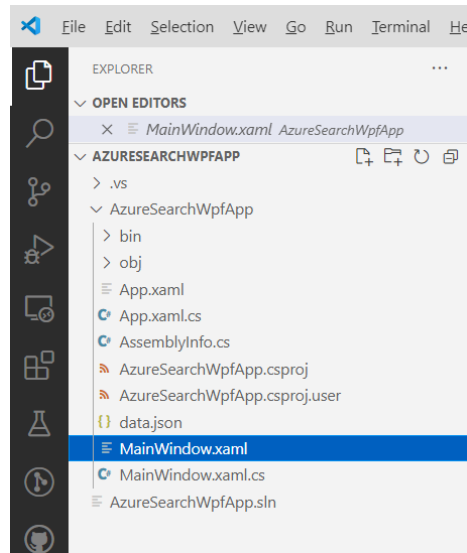 File Edit Selection View Go Run Terminal He
EXPLORER ...
OPEN EDITORS
MainWindow.xaml AzureSearchWpfApp
AZURESEARCHWPFAPP
.vs
AzureSearchWpfApp
bin
obj
App.xaml
App.xaml.cs
AssemblyInfo.cs
AzureSearchWpfApp.csproj
AzureSearchWpfApp.csproj.user
data.json
MainWindow.xaml
MainWindow.xaml.cs
AzureSearchWpfApp.sln